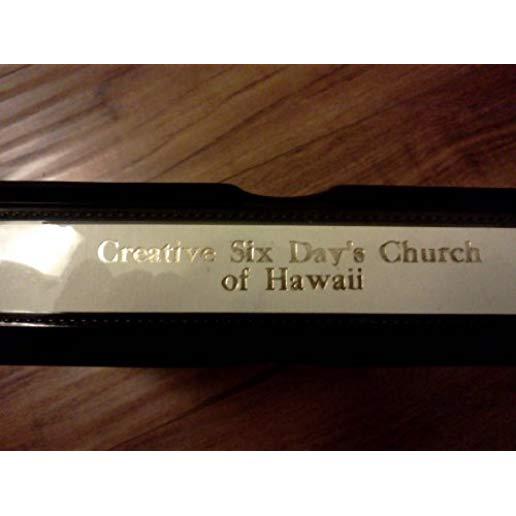 Creative Six Day's Church
of Hawaii